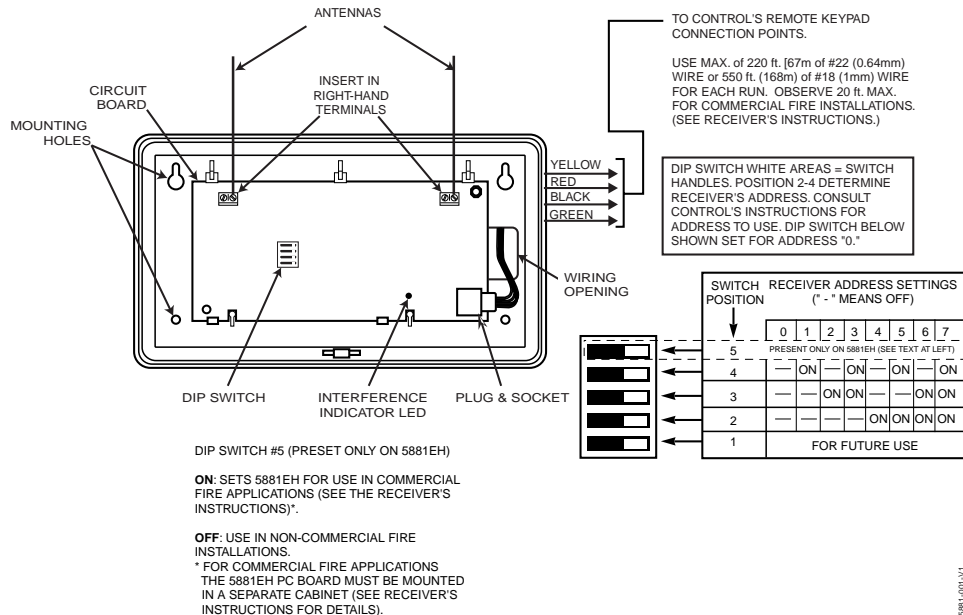 ANTENNAS
TO CONTROL'S REMOTE KEYPAD
CONNECTION POINTS.
USE MAX. of 220 ft. [67m of #22 (0.64mm)
WIRE or 550 ft. (168m) of #18 (1mm) WIRE
FOR EACH RUN. OBSERVE 20 ft. MAX.
FOR COMMERCIAL FIRE INSTALLATIONS.
(SEE RECEIVER'S INSTRUCTIONS.)
CIRCUIT
BOARD
INSERT IN
RIGHT-HAND
TERMINALS
MOUNTING
HOLES
YELLOW
RED
BLACK
GREEN
DIP SWITCH WHITE AREAS = SWITCH
HANDLES. POSITION 2-4 DETERMINE
RECEIVER'S ADDRESS. CONSULT
CONTROL'S INSTRUCTIONS FOR
ADDRESS TO USE. DIP SWITCH BELOW
SHOWN SET FOR ADDRESS "0."
WIRING
OPENING
SWITCH
POSITION
RECEIVER ADDRESS SETTINGS
(" - " MEANS OFF)
0 1 2 3 4 5 6 7
5 PRESENT ONLY ON 5881EH (SEE TEXT AT LEFT)
4 — ON — ON — ON — ON
3 — — ON ON — — ON ON
2 — — — — ON ON ON ON
1 FOR FUTURE USE
DIP SWITCH
INTERFERENCE
INDICATOR LED
PLUG & SOCKET
DIP SWITCH #5 (PRESET ONLY ON 5881EH)
ON: SETS 5881EH FOR USE IN COMMERCIAL
FIRE APPLICATIONS (SEE THE RECEIVER'S
INSTRUCTIONS)*.
OFF: USE IN NON-COMMERCIAL FIRE
INSTALLATIONS.
* FOR COMMERCIAL FIRE APPLICATIONS
THE 5881EH PC BOARD MUST BE MOUNTED
IN A SEPARATE CABINET (SEE RECEIVER'S
INSTRUCTIONS FOR DETAILS).
5881-001-V1